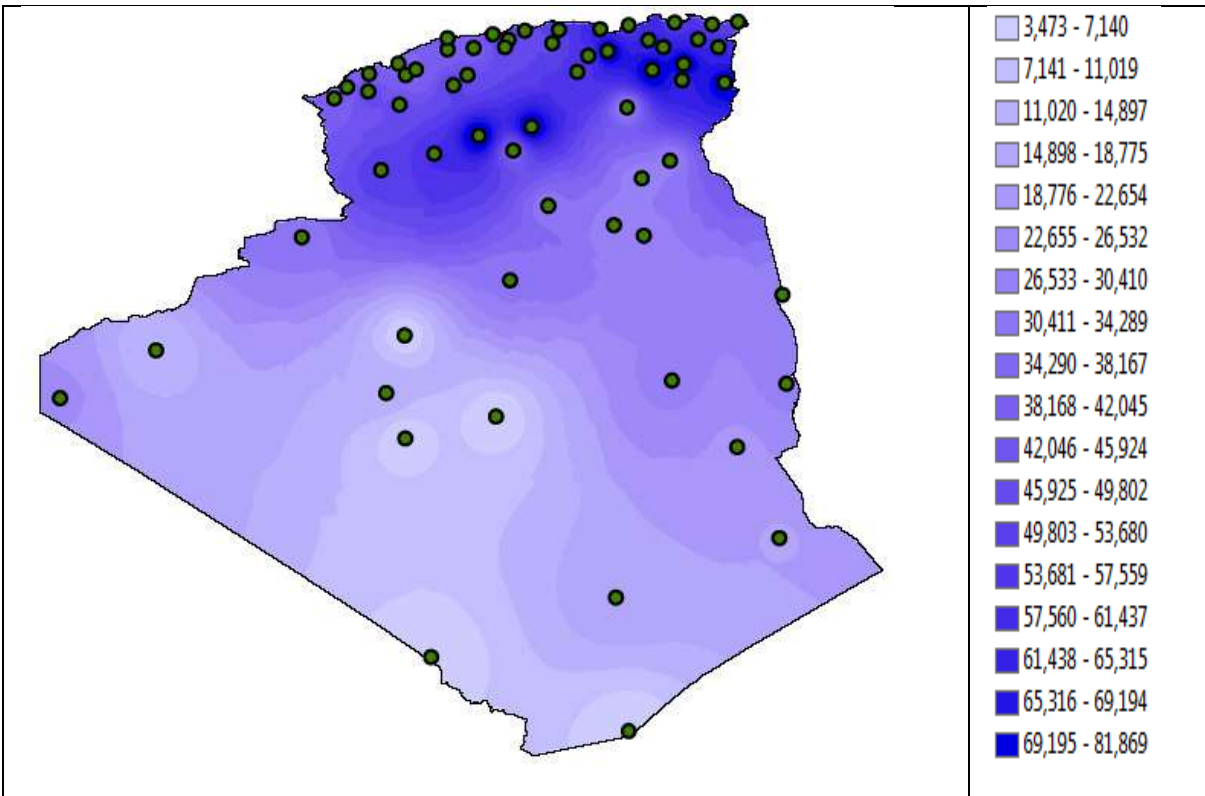 3,473 - 7,140
7,141 - 11,019
11,020 - 14,897
14,898 - 18,775
18,776 - 22,654
22,655 - 26,532
26,533 - 30,410
30,411 - 34,289
34,290 - 38,167
38,168 - 42,045
42,046 - 45,924
45,925 - 49,802
49,803 - 53,680
53,681 - 57,559
57,560 - 61,437
61,438 - 65,315
65,316 - 69,194
69,195 - 81,869